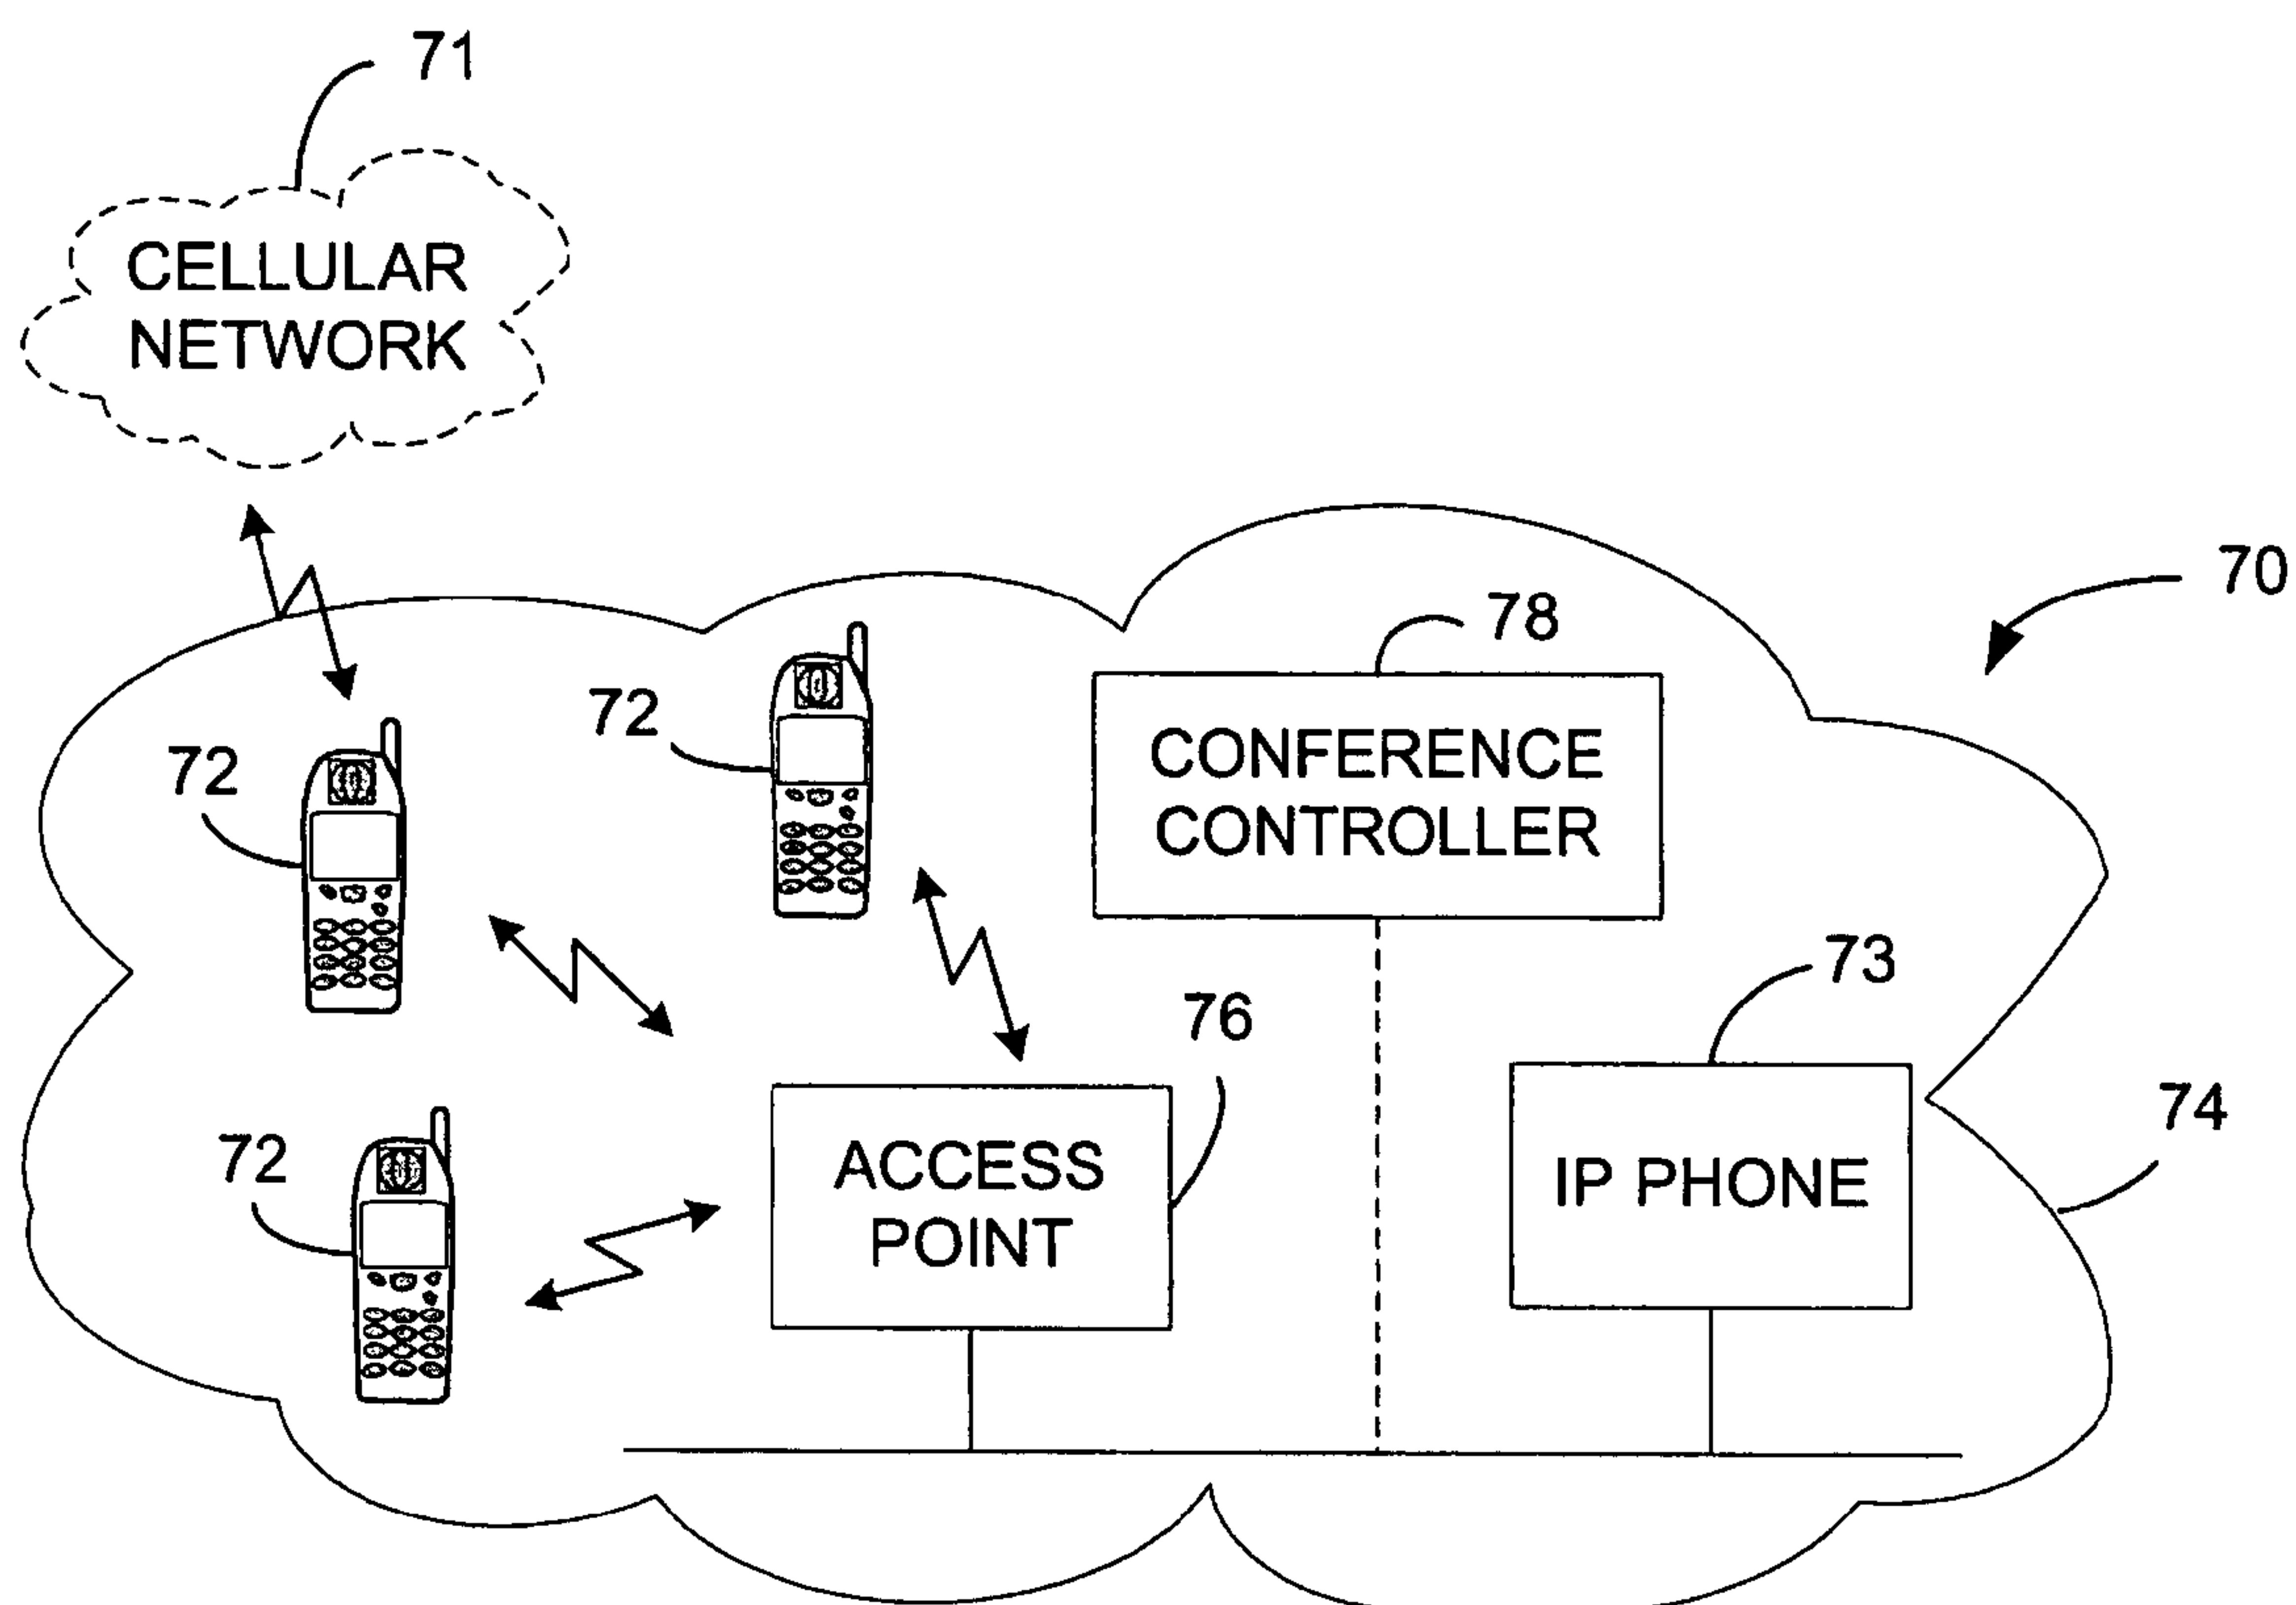 71
CELLULAR
NETWORK
70
78
72
CONFERENCE
CONTROLLER
72
73
76
74
72
ACCESS
POINT
IP PHONE